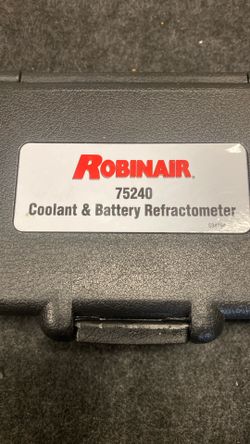 ROBINAIR®
75240
Coolant & Battery Refractometer